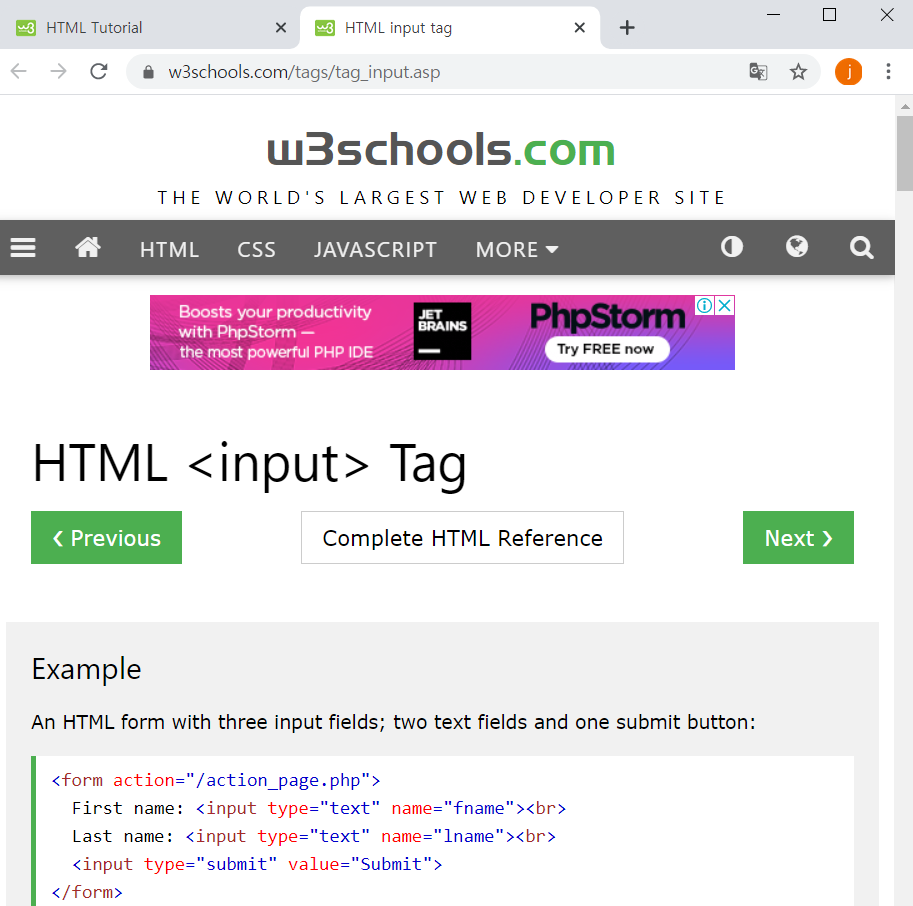 HTML Tutorial
HTML input tag
w3schools.com/tags/tag_input.asp
j
w3schools.com
THE WORLD'S LARGEST WEB DEVELOPER SITE
HTML CSS JAVASCRIPT MORE
Boosts your productivity
with PhpStorm —
the most powerful PHP IDE
JET
BRAINS
PhpStorm
Try FREE now
HTML <input> Tag
❮ Previous
Complete HTML Reference
Next ❯
Example
An HTML form with three input fields; two text fields and one submit button:
<form action="/action_page.php">
First name: <input type="text" name="fname"><br>
Last name: <input type="text" name="lname"><br>
<input type="submit" value="Submit">
</form>